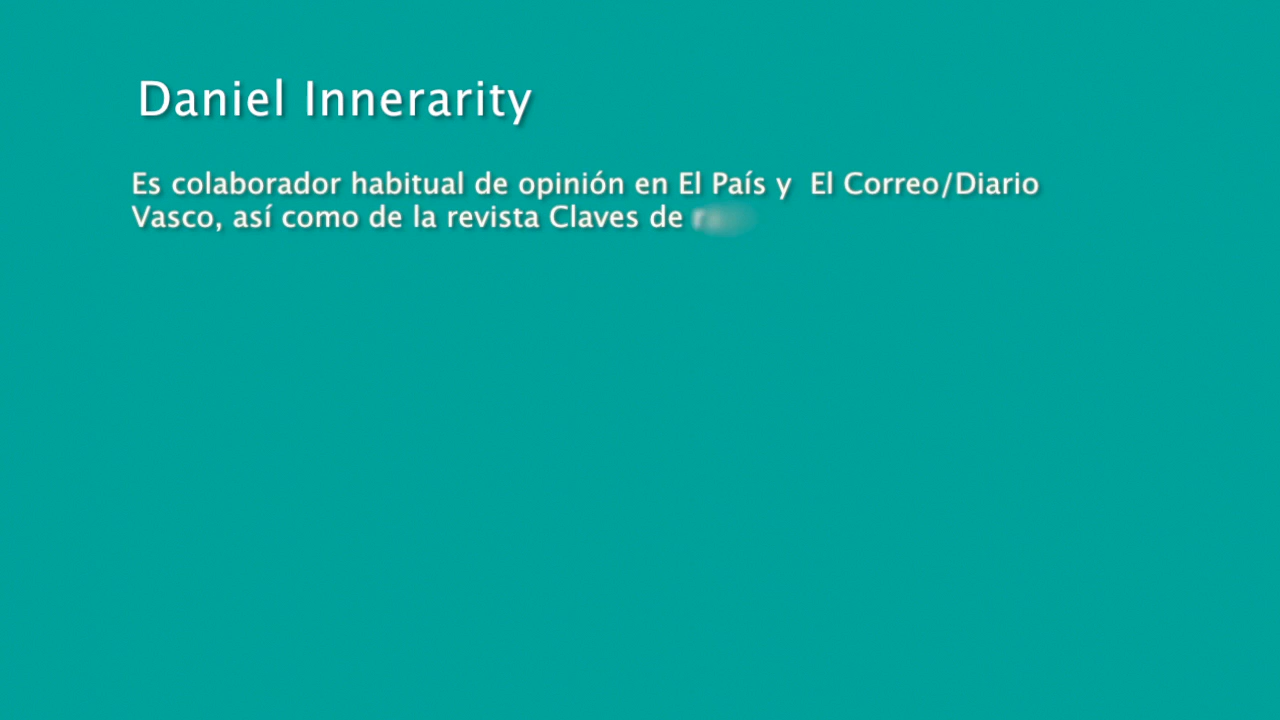 Daniel Innerarity
Es colaborador habitual de opinión en El País y El Correo/Diario
Vasco, así como de la revista Claves de